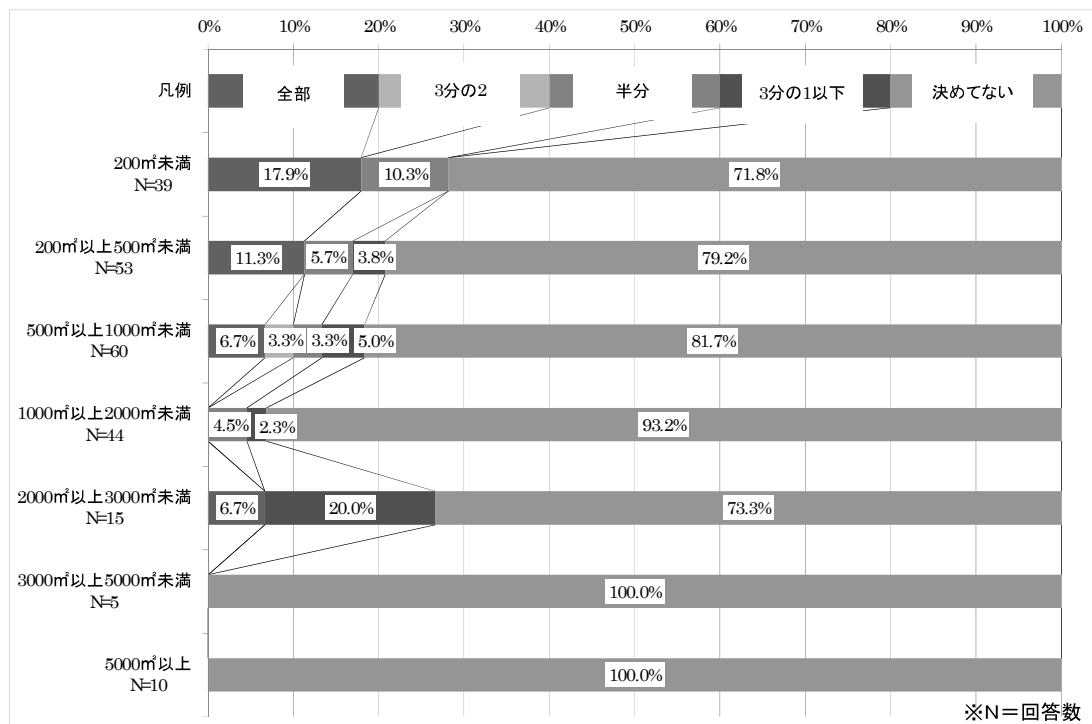 0% 10% 20% 30% 40% 50% 60% 70% 80% 90% 100%
凡例 全部 3分の2 半分 3分の1以下 決めてない
200㎡未満
N=39
17.9% 10.3% 71.8%
200㎡以上500㎡未満
N=53
11.3% 5.7% 3.8% 79.2%
500㎡以上1000㎡未満
N=60
6.7% 3.3% 3.3% 5.0% 81.7%
1000㎡以上2000㎡未満
N=44
4.5% 2.3% 93.2%
2000㎡以上3000㎡未満
N=15
6.7% 20.0% 73.3%
3000㎡以上5000㎡未満
N=5
100.0%
5000㎡以上
N=10
100.0%
※N=回答数